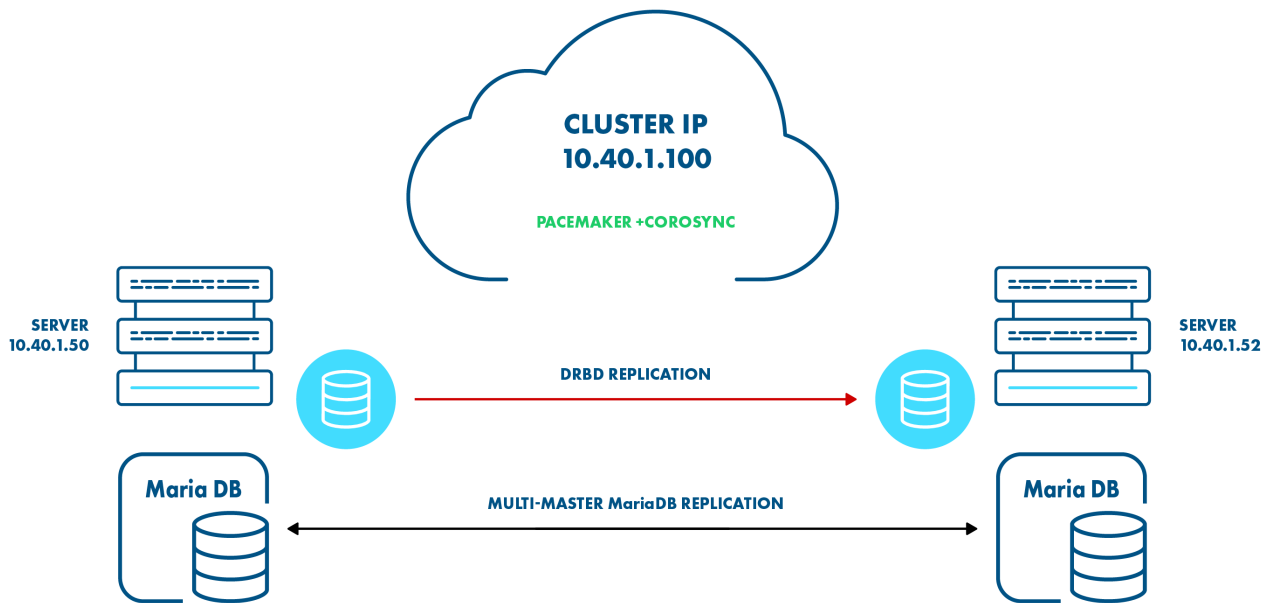 CLUSTER IP
10.40.1.100
PACEMAKER +COROSYNC
SERVER
10.40.1.50
SERVER
10.40.1.52
DRBD REPLICATION
Maria DB
MULTI-MASTER MariaDB REPLICATION
Maria DB